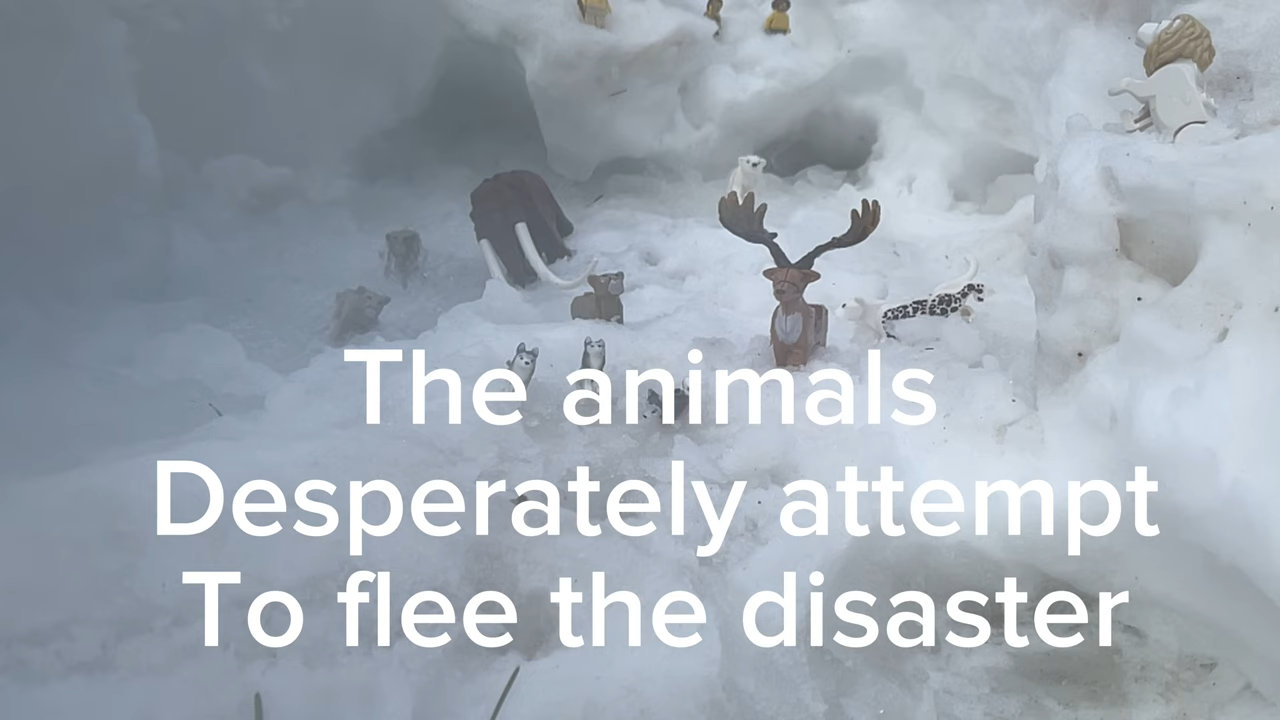 The animals
Desperately attempt
To flee the disaster